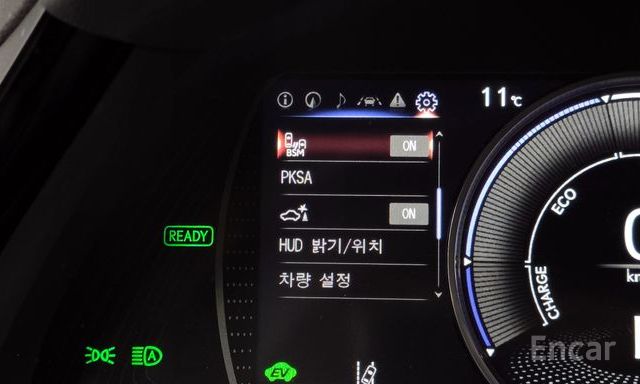 11℃
BSM
ON
PKSA
ON
HUD 밝기/위치
차량 설정
READY
A
EV
ECO
CHARGE
Encar